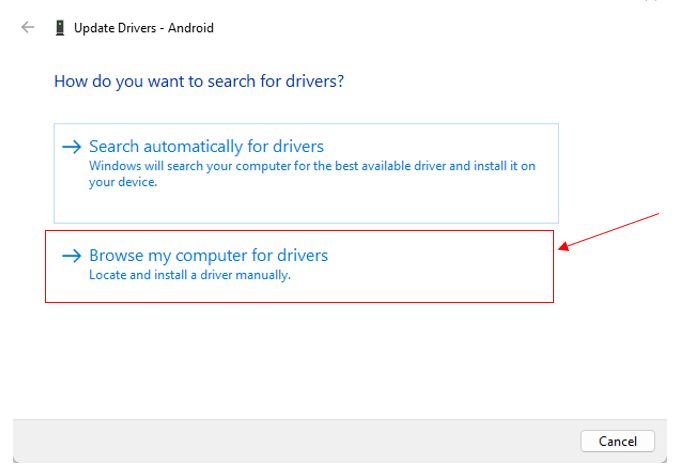 Update Drivers - Android
How do you want to search for drivers?
Search automatically for drivers
Windows will search your computer for the best available driver and install it on
your device.
Browse my computer for drivers
Locate and install a driver manually.
Cancel